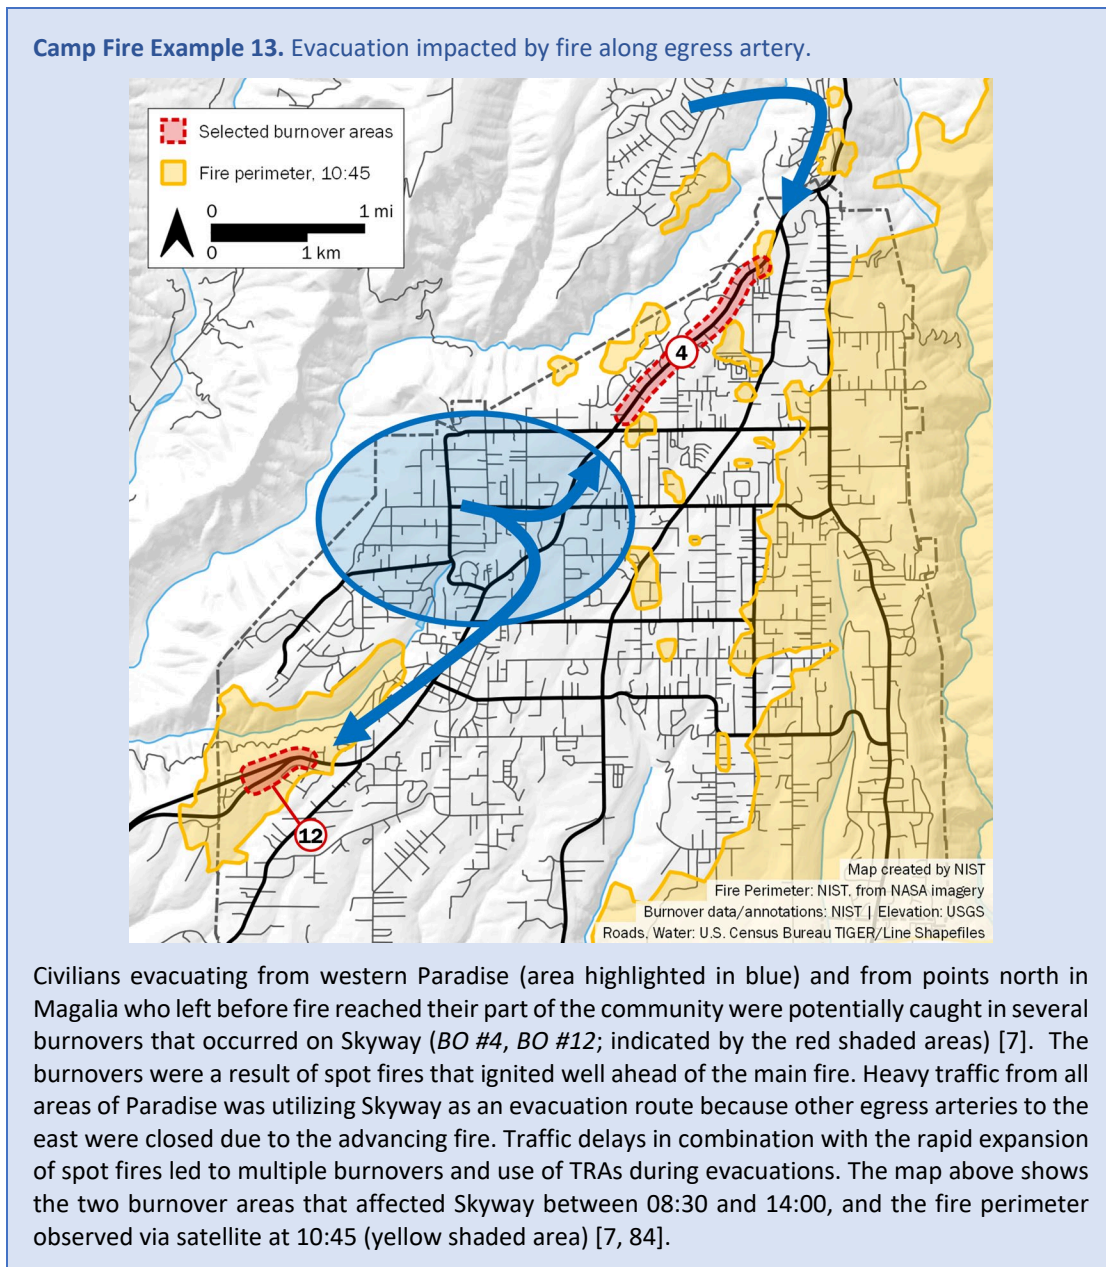 Camp Fire Example 13. Evacuation impacted by fire along egress artery.
Selected burnover areas
Fire perimeter, 10:45
0 1 mi
0 1 km
4
12
Map created by NIST
Fire Perimeter: NIST, from NASA imagery
Burnover data/annotations: NIST | Elevation: USGS
Roads, Water: U.S. Census Bureau TIGER/Line Shapefiles
Civilians evacuating from western Paradise (area highlighted in blue) and from points north in
Magalia who left before fire reached their part of the community were potentially caught in several
burnovers that occurred on Skyway (BO #4, BO #12; indicated by the red shaded areas) [7]. The
burnovers were a result of spot fires that ignited well ahead of the main fire. Heavy traffic from all
areas of Paradise was utilizing Skyway as an evacuation route because other egress arteries to the
east were closed due to the advancing fire. Traffic delays in combination with the rapid expansion
of spot fires led to multiple burnovers and use of TRAs during evacuations. The map above shows
the two burnover areas that affected Skyway between 08:30 and 14:00, and the fire perimeter
observed via satellite at 10:45 (yellow shaded area) [7, 84].